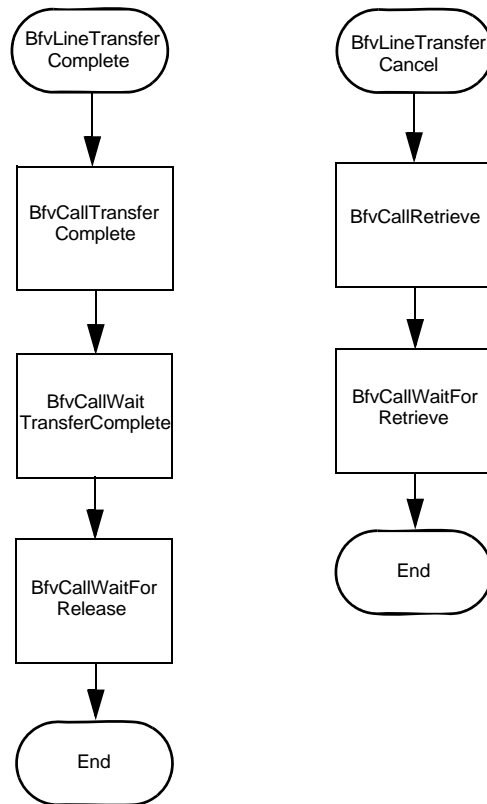 BfvLineTransfer
Complete
BfvCallTransfer
Complete
BfvCallWait
TransferComplete
BfvCallWaitFor
Release
End
BfvLineTransfer
Cancel
BfvCallRetrieve
BfvCallWaitFor
Retrieve
End